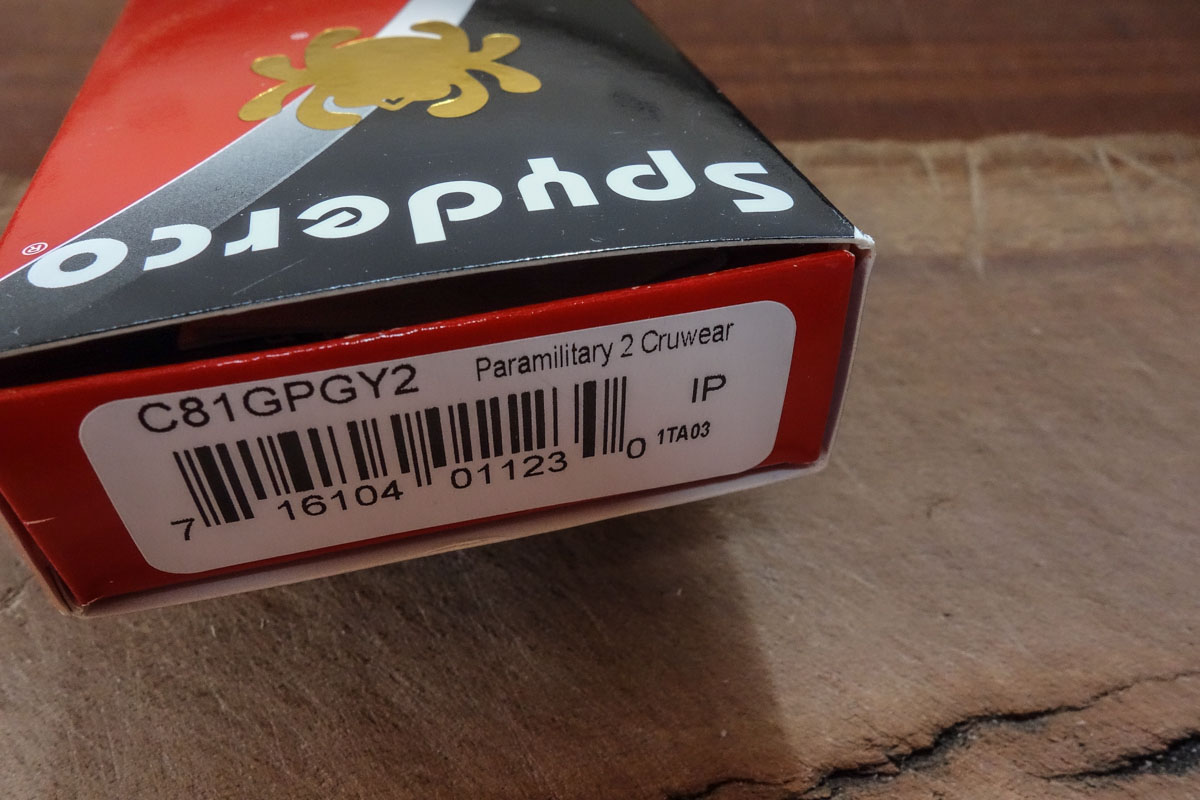 Spyderco®
C81GPGY2 Paramilitary 2 Cruwear
IP
1TA03
7 16104 01123 0